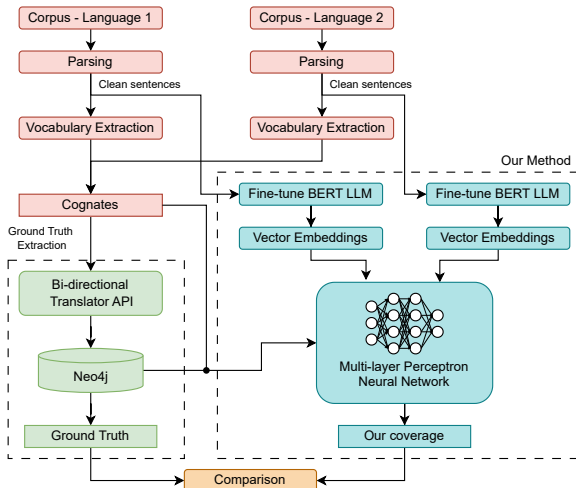 Corpus - Language 1
Corpus - Language 2
Parsing
Parsing
Clean sentences
Clean sentences
Vocabulary Extraction
Vocabulary Extraction
Our Method
Cognates
Fine-tune BERT LLM
Fine-tune BERT LLM
Ground Truth
Extraction
Vector Embeddings
Vector Embeddings
Bi-directional
Translator API
Neo4j
Multi-layer Perceptron
Neural Network
Ground Truth
Our coverage
Comparison